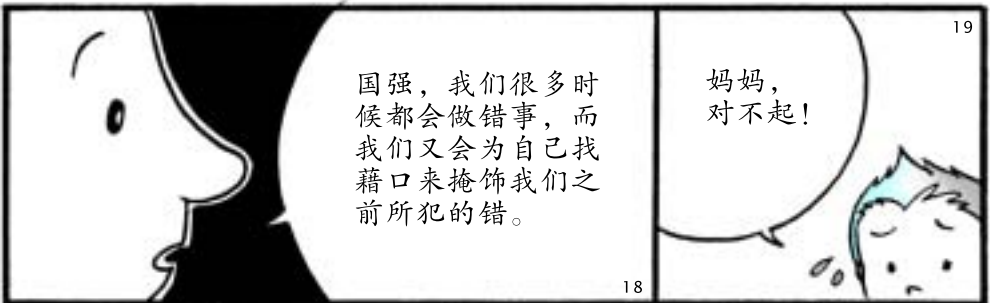 国强，我们很多时
候都会做错事，而
我们又会为自己找
藉口来掩饰我们之
前所犯的错。
18
妈妈，
对不起！
19